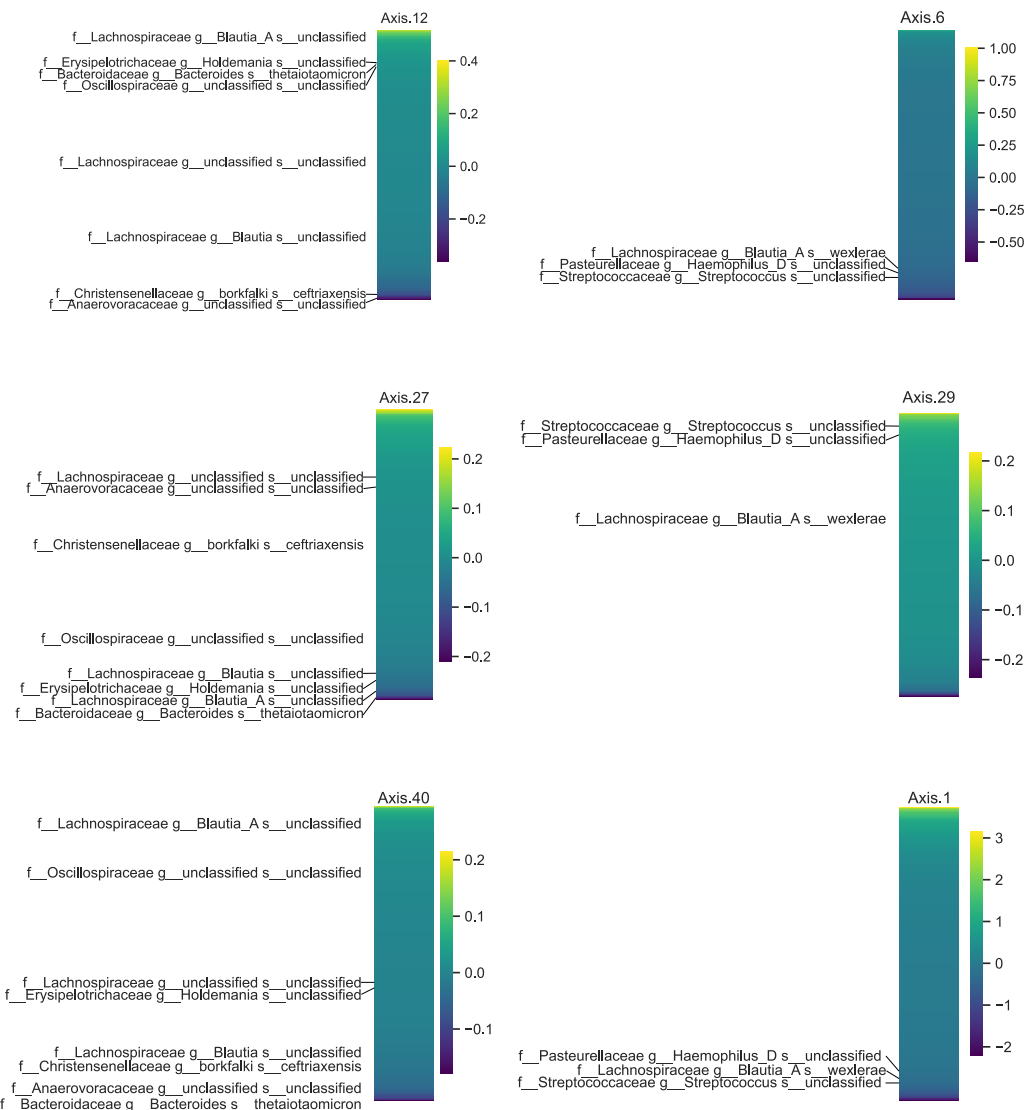 Axis.12
f__Lachnospiraceae g__Blautia_A s__unclassified
f__Erysipelotrichaceae g__Holdemania s__unclassified
f__Bacteroidaceae g__Bacteroides s__thetaiotaomicron
f__Oscillospiraceae g__unclassified s__unclassified
f__Lachnospiraceae g__unclassified s__unclassified
f__Lachnospiraceae g__Blautia s__unclassified
f__Christensenellaceae g__borkfalki s__ceftriaxensis
f__Anaerovoracaceae g__unclassified s__unclassified
0.4
0.2
0.0
−0.2
Axis.6
f__Lachnospiraceae g__Blautia_A s__wexlerae
f__Pasteurellaceae g__Haemophilus_D s__unclassified
f__Streptococcaceae g__Streptococcus s__unclassified
1.00
0.75
0.50
0.25
0.00
−0.25
−0.50
Axis.27
f__Lachnospiraceae g__unclassified s__unclassified
f__Anaerovoracaceae g__unclassified s__unclassified
f__Christensenellaceae g__borkfalki s__ceftriaxensis
f__Oscillospiraceae g__unclassified s__unclassified
f__Lachnospiraceae g__Blautia s__unclassified
f__Erysipelotrichaceae g__Holdemania s__unclassified
f__Lachnospiraceae g__Blautia_A s__unclassified
f__Bacteroidaceae g__Bacteroides s__thetaiotaomicron
0.2
0.1
0.0
−0.1
−0.2
Axis.29
f__Streptococcaceae g__Streptococcus s__unclassified
f__Pasteurellaceae g__Haemophilus_D s__unclassified
f__Lachnospiraceae g__Blautia_A s__wexlerae
0.2
0.1
0.0
−0.1
−0.2
Axis.40
f__Lachnospiraceae g__Blautia_A s__unclassified
f__Oscillospiraceae g__unclassified s__unclassified
f__Lachnospiraceae g__unclassified s__unclassified
f__Erysipelotrichaceae g__Holdemania s__unclassified
f__Lachnospiraceae g__Blautia s__unclassified
f__Christensenellaceae g__borkfalki s__ceftriaxensis
f__Anaerovoracaceae g__unclassified s__unclassified
f__Bacteroidaceae g__Bacteroides s__thetaiotaomicron
0.2
0.1
0.0
−0.1
Axis.1
f__Pasteurellaceae g__Haemophilus_D s__unclassified
f__Lachnospiraceae g__Blautia_A s__wexlerae
f__Streptococcaceae g__Streptococcus s__unclassified
3
2
1
0
−1
−2